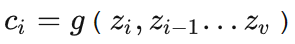 c_i = g ( z_i, z_{i-1} ... z_v )